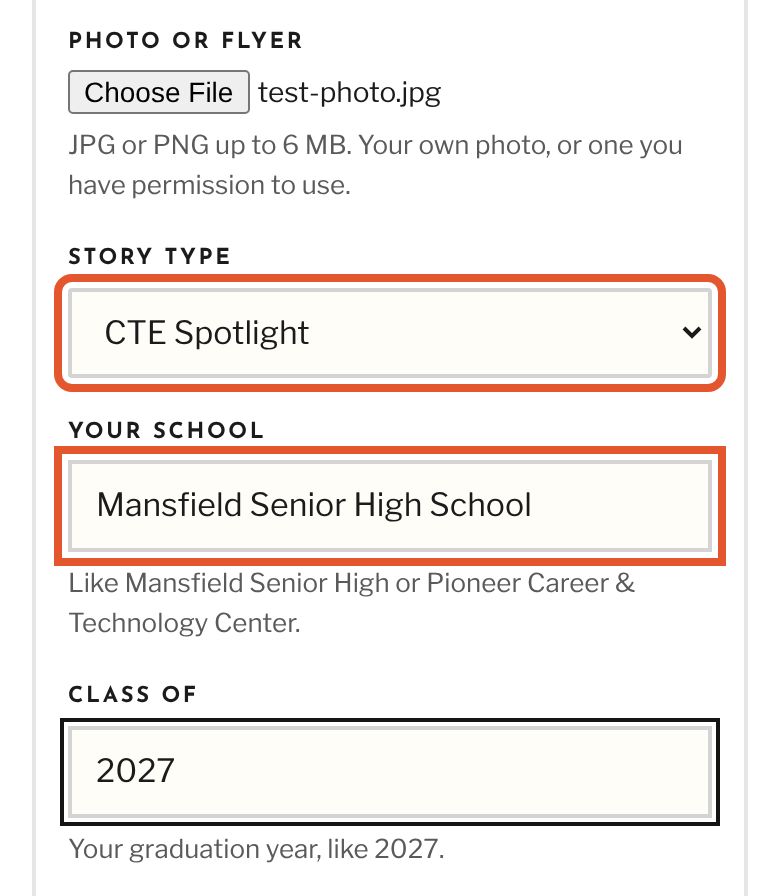 PHOTO OR FLYER
Choose File test-photo.jpg
JPG or PNG up to 6 MB. Your own photo, or one you
have permission to use.
STORY TYPE
CTE Spotlight
YOUR SCHOOL
Mansfield Senior High School
Like Mansfield Senior High or Pioneer Career &
Technology Center.
CLASS OF
2027
Your graduation year, like 2027.